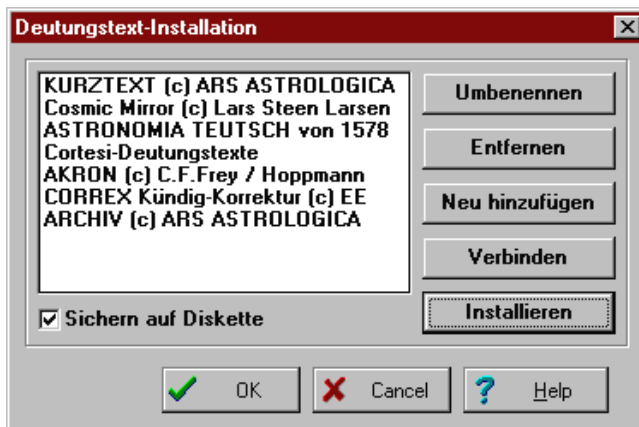 Deutungstext-Installation
KURZTEXT (c) ARS ASTROLOGICA
Cosmic Mirror (c) Lars Steen Larsen
ASTRONOMIA TEUTSCH von 1578
Cortesi-Deutungstexte
AKRON (c) C.F.Frey / Hoppmann
CORREX Kündig-Korrektur (c) EE
ARCHIV (c) ARS ASTROLOGICA
Umbenennen
Entfernen
Neu hinzufügen
Verbinden
Installieren
Sichern auf Diskette
OK
Cancel
Help